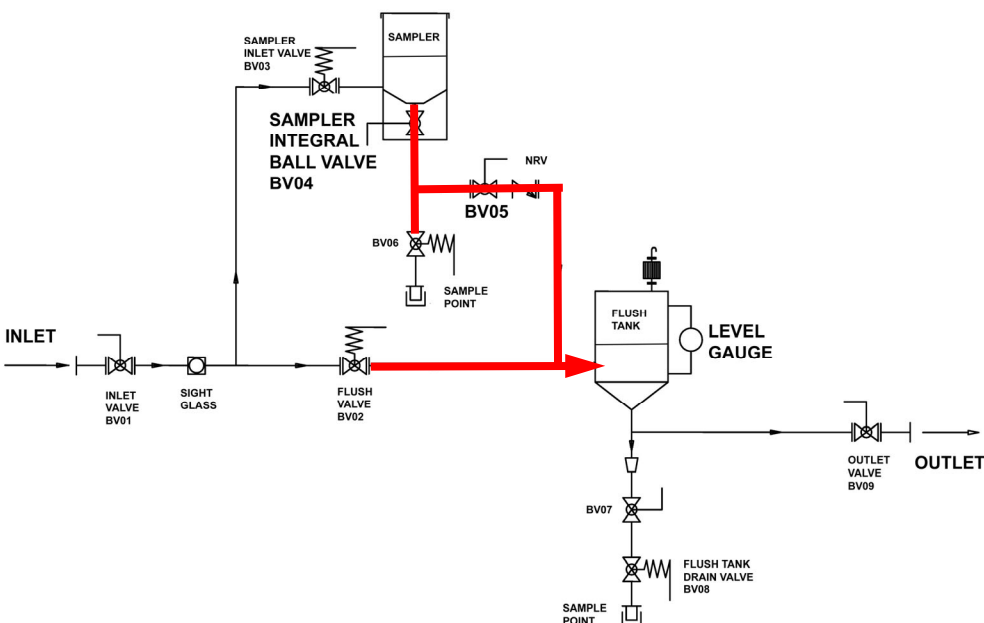 SAMPLER
INLET VALVE
BV03
SAMPLER
SAMPLER
INTEGRAL
BALL VALVE
BV04
NRV
BV05
BV06
SAMPLE
POINT
FLUSH
TANK
LEVEL
GAUGE
INLET
INLET
VALVE
BV01
SIGHT
GLASS
FLUSH
VALVE
BV02
OUTLET
VALVE
BV09
OUTLET
BV07
FLUSH TANK
DRAIN VALVE
BV08
SAMPLE
POINT